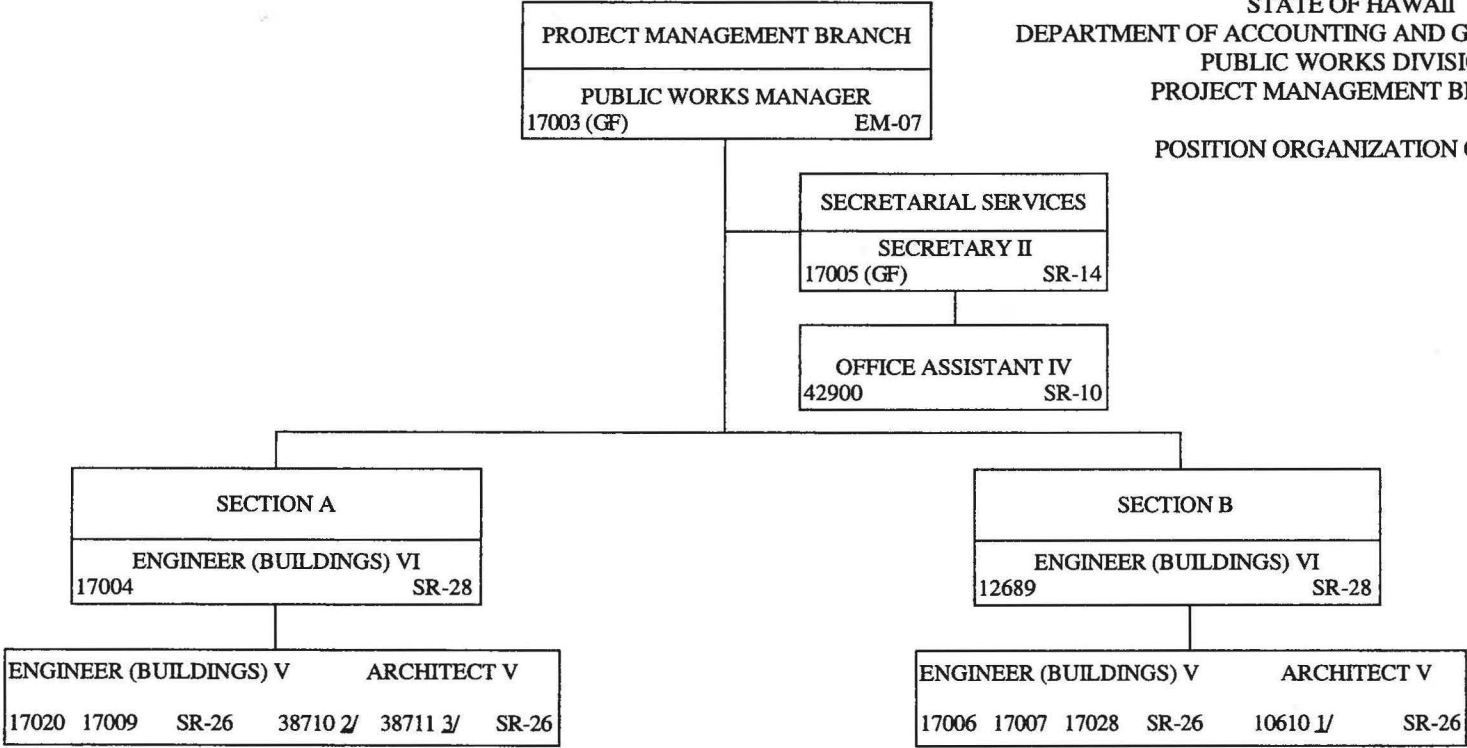 STATE OF HAWAII
DEPARTMENT OF ACCOUNTING AND
PUBLIC WORKS
PROJECT MANAGEMENT
POSITION ORGANIZATION
PROJECT MANAGEMENT BRANCH
PUBLIC WORKS MANAGER
17003 (GF) EM-07
SECRETARIAL SERVICES
SECRETARY II
17005 (GF) SR-14
OFFICE ASSISTANT IV
42900 SR-10
SECTION A
ENGINEER (BUILDINGS) VI
17004 SR-28
ENGINEER (BUILDINGS) V ARCHITECT V
17020 17009 SR-26 38710 2/ 38711 3/ SR-26
SECTION B
ENGINEER (BUILDINGS) VI
12689 SR-28
ENGINEER (BUILDINGS) V ARCHITECT V
17006 17007 17028 SR-26 10610 1/ SR-26